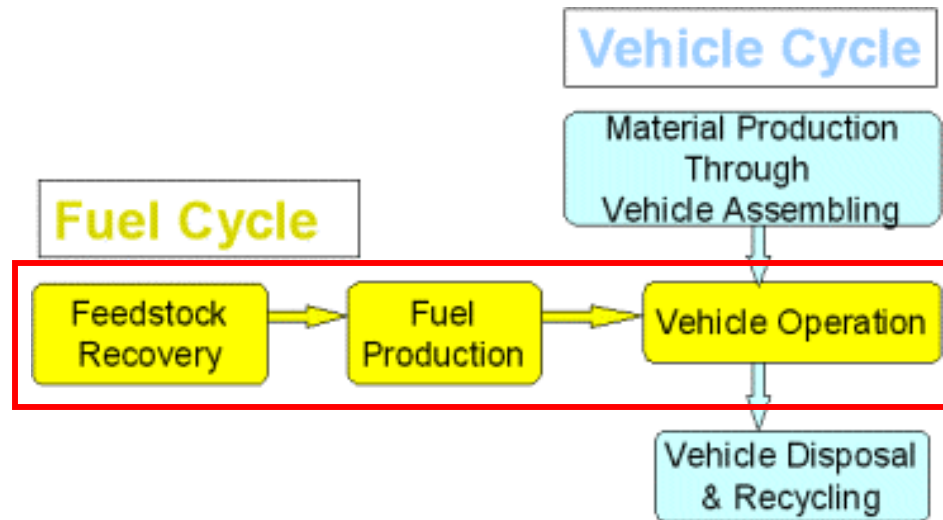 Vehicle Cycle
Material Production
Through
Vehicle Assembling
Fuel Cycle
Feedstock
Recovery
Fuel
Production
Vehicle Operation
Vehicle Disposal
& Recycling